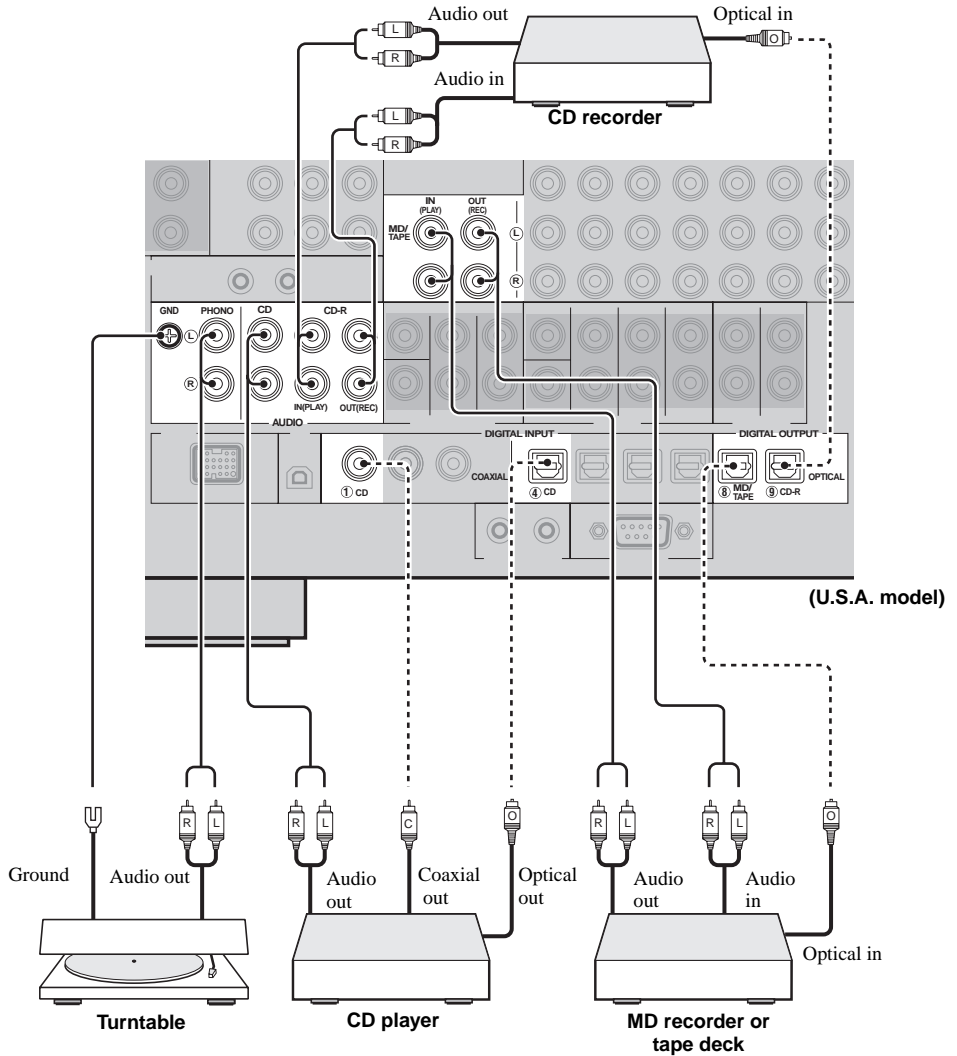 Audio out
Optical in
L
R
O
Audio in
L
R
CD recorder
IN
(PLAY)
OUT
(REC)
MD/
TAPE
L
R
GND
PHONO
CD
CD-R
L
R
IN(PLAY)
OUT(REC)
AUDIO
DIGITAL INPUT
DIGITAL OUTPUT
COAXIAL
OPTICAL
① CD
④ CD
⑧ MD/
TAPE
⑨ CD-R
(U.S.A. model)
R
L
R
L
C
O
R
L
R
L
O
Ground
Audio out
Audio
out
Coaxial
out
Optical
out
Audio
out
Audio
in
Optical in
Turntable
CD player
MD recorder or
tape deck